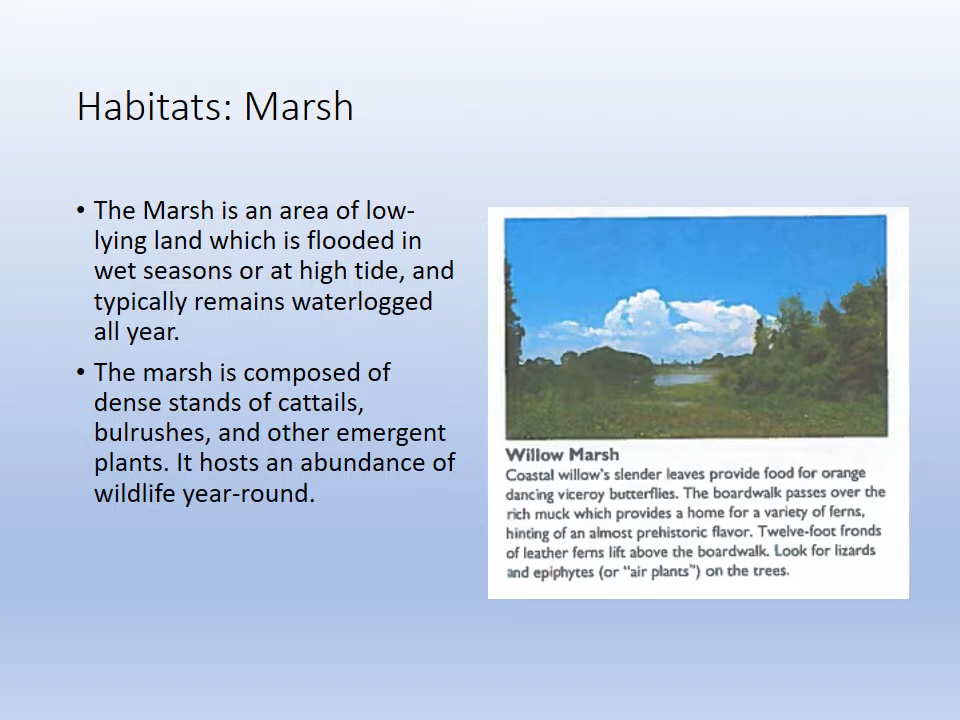 Habitats: Marsh
• The Marsh is an area of low-
lying land which is flooded in
wet seasons or at high tide, and
typically remains waterlogged
all year.
• The marsh is composed of
dense stands of cattails,
bulrushes, and other emergent
plants. It hosts an abundance of
wildlife year-round.
Willow Marsh
Coastal willow's slender leaves provide food for orange
dancing viceroy butterflies. The boardwalk passes over the
rich muck which provides a home for a variety of ferns,
hinting of an almost prehistoric flavor. Twelve-foot fronds
of leather ferns lift above the boardwalk. Look for lizards
and epiphytes (or "air plants") on the trees.